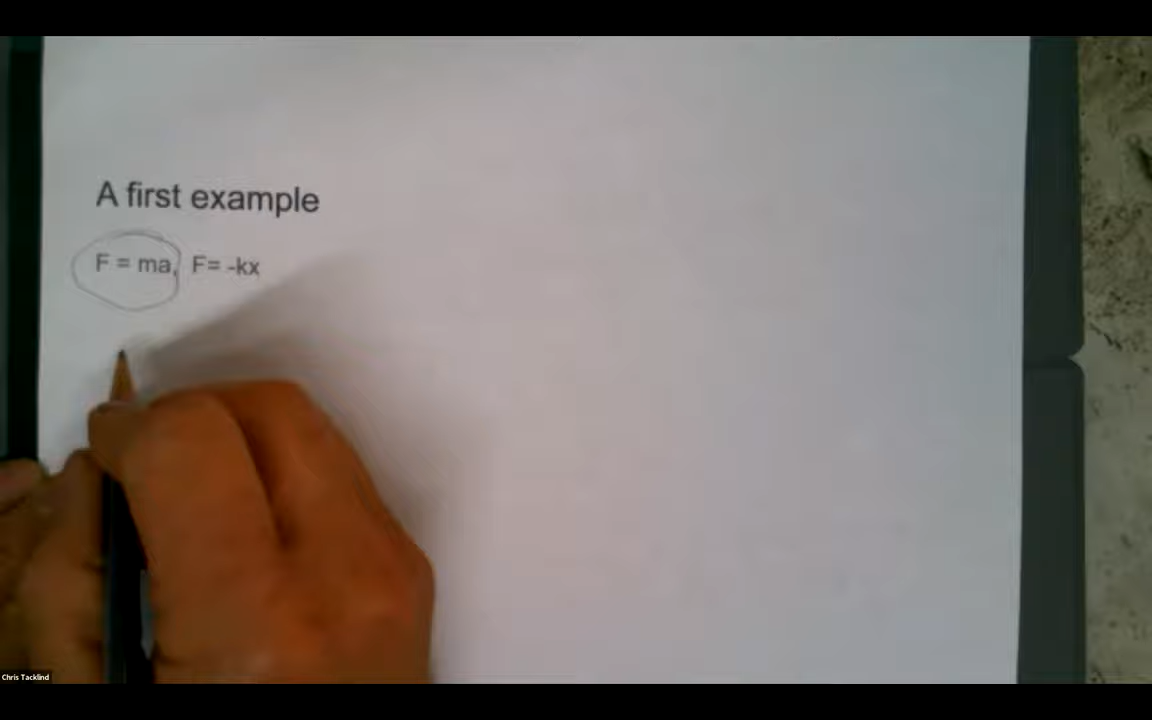 A first example
F = ma, F= -kx
Chris Tacklind